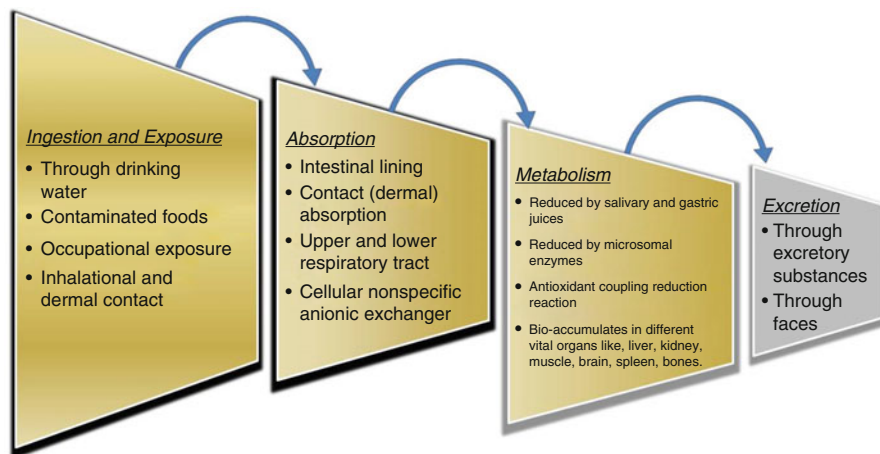 Ingestion and Exposure
• Through drinking
water
• Contaminated foods
• Occupational exposure
• Inhalational and
dermal contact
Absorption
• Intestinal lining
• Contact (dermal)
absorption
• Upper and lower
respiratory tract
• Cellular nonspecific
anionic exchanger
Metabolism
• Reduced by salivary and gastric
juices
• Reduced by microsomal
enzymes
• Antioxidant coupling reduction
reaction
• Bio-accumulates in different
vital organs like, liver, kidney,
muscle, brain, spleen, bones.
Excretion
• Through
excretory
substances
• Through
faces